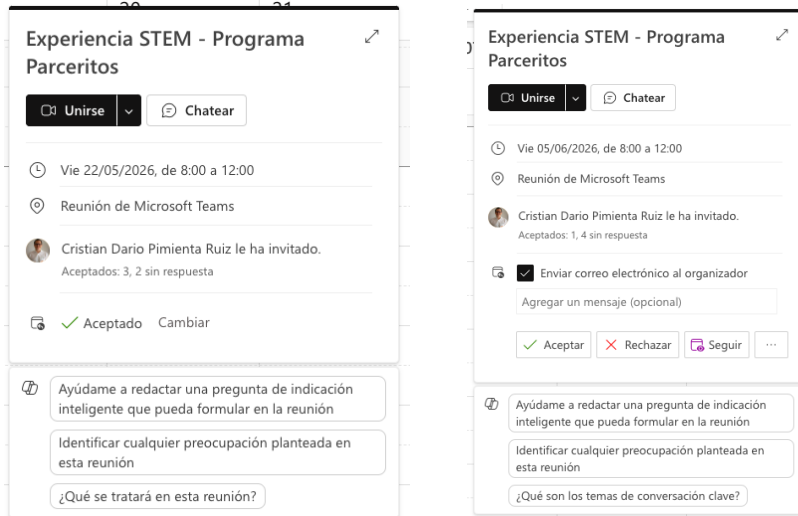 Experiencia STEM - Programa
Parceritos
Unirse
Chatear
Vie 22/05/2026, de 8:00 a 12:00
Reunión de Microsoft Teams
Cristian Dario Pimienta Ruiz le ha invitado.
Aceptados: 3, 2 sin respuesta
Aceptado Cambiar
Ayúdame a redactar una pregunta de indicación
inteligente que pueda formular en la reunión
Identificar cualquier preocupación planteada en
esta reunión
¿Qué se tratará en esta reunión?
Experiencia STEM - Programa
Parceritos
Unirse
Chatear
Vie 05/06/2026, de 8:00 a 12:00
Reunión de Microsoft Teams
Cristian Dario Pimienta Ruiz le ha invitado.
Aceptados: 1, 4 sin respuesta
Enviar correo electrónico al organizador
Agregar un mensaje (opcional)
Aceptar Rechazar Seguir ...
Ayúdame a redactar una pregunta de indicación
inteligente que pueda formular en la reunión
Identificar cualquier preocupación planteada en
esta reunión
¿Qué son los temas de conversación clave?